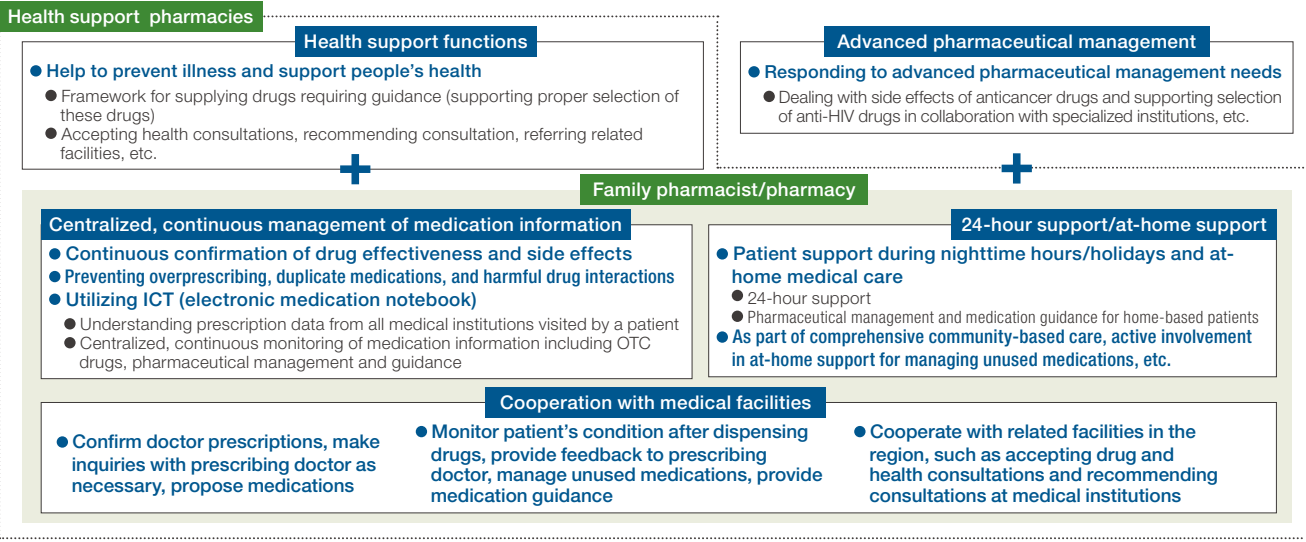 Health support pharmacies
Health support functions
● Help to prevent illness and support people's health
● Framework for supplying drugs requiring guidance (supporting proper selection of
these drugs)
● Accepting health consultations, recommending consultation, referring related
facilities, etc.
Advanced pharmaceutical management
● Responding to advanced pharmaceutical management needs
● Dealing with side effects of anticancer drugs and supporting selection
of anti-HIV drugs in collaboration with specialized institutions, etc.
+
+
Family pharmacist/pharmacy
Centralized, continuous management of medication information
● Continuous confirmation of drug effectiveness and side effects
● Preventing overprescribing, duplicate medications, and harmful drug interactions
● Utilizing ICT (electronic medication notebook)
● Understanding prescription data from all medical institutions visited by a patient
● Centralized, continuous monitoring of medication information including OTC
drugs, pharmaceutical management and guidance
24-hour support/at-home support
● Patient support during nighttime hours/holidays and at-
home medical care
● 24-hour support
● Pharmaceutical management and medication guidance for home-based patients
● As part of comprehensive community-based care, active involvement
in at-home support for managing unused medications, etc.
Cooperation with medical facilities
● Confirm doctor prescriptions, make
inquiries with prescribing doctor as
necessary, propose medications
● Monitor patient's condition after dispensing
drugs, provide feedback to prescribing
doctor, manage unused medications, provide
medication guidance
● Cooperate with related facilities in the
region, such as accepting drug and
health consultations and recommending
consultations at medical institutions